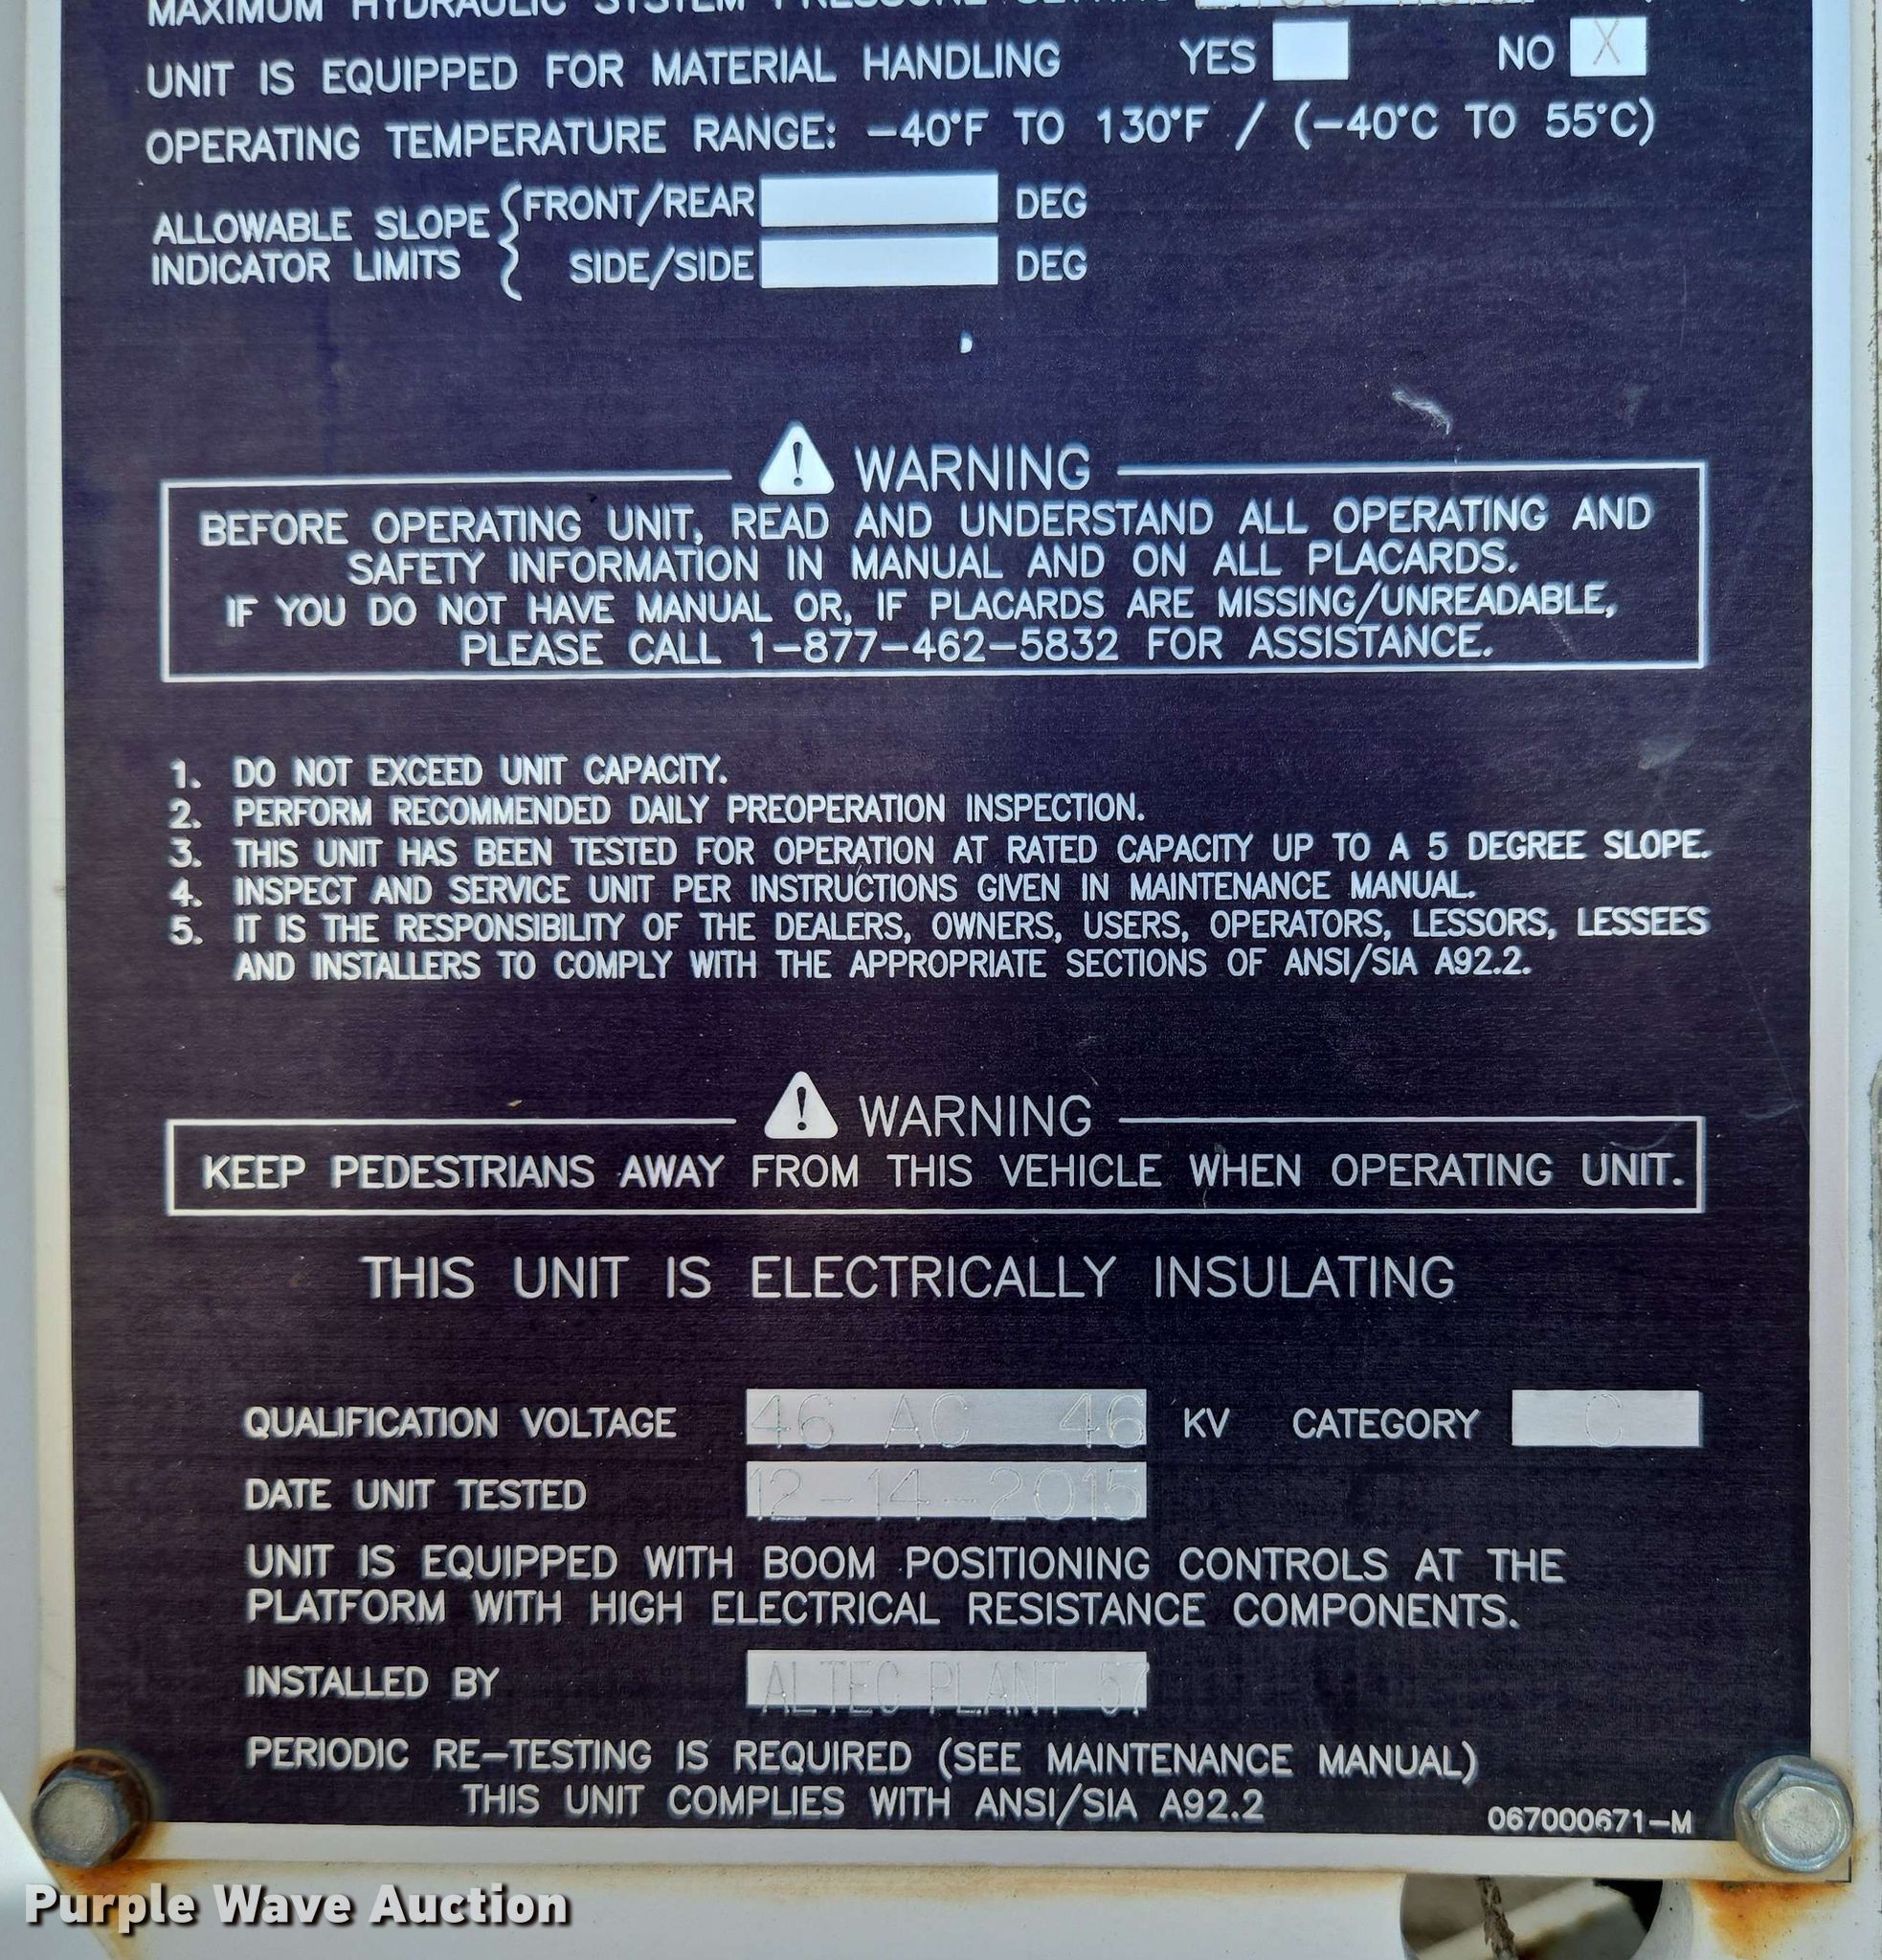 MAXIMUM HYDRAULIC SYSTEM PRESSURE
UNIT IS EQUIPPED FOR MATERIAL HANDLING YES NO X
OPERATING TEMPERATURE RANGE: -40°F TO 130°F / (-40°C TO 55°C)
ALLOWABLE SLOPE INDICATOR LIMITS
FRONT/REAR DEG
SIDE/SIDE DEG
WARNING
BEFORE OPERATING UNIT, READ AND UNDERSTAND ALL OPERATING AND
SAFETY INFORMATION IN MANUAL AND ON ALL PLACARDS.
IF YOU DO NOT HAVE MANUAL OR, IF PLACARDS ARE MISSING/UNREADABLE,
PLEASE CALL 1-877-462-5832 FOR ASSISTANCE.
1. DO NOT EXCEED UNIT CAPACITY.
2. PERFORM RECOMMENDED DAILY PREOPERATION INSPECTION.
3. THIS UNIT HAS BEEN TESTED FOR OPERATION AT RATED CAPACITY UP TO A 5 DEGREE SLOPE.
4. INSPECT AND SERVICE UNIT PER INSTRUCTIONS GIVEN IN MAINTENANCE MANUAL.
5. IT IS THE RESPONSIBILITY OF THE DEALERS, OWNERS, USERS, OPERATORS, LESSORS, LESSEES
AND INSTALLERS TO COMPLY WITH THE APPROPRIATE SECTIONS OF ANSI/SIA A92.2.
WARNING
KEEP PEDESTRIANS AWAY FROM THIS VEHICLE WHEN OPERATING UNIT.
THIS UNIT IS ELECTRICALLY INSULATING
QUALIFICATION VOLTAGE 46 AC 46 KV CATEGORY C
DATE UNIT TESTED 12-14-2015
UNIT IS EQUIPPED WITH BOOM POSITIONING CONTROLS AT THE
PLATFORM WITH HIGH ELECTRICAL RESISTANCE COMPONENTS.
INSTALLED BY ALTEC PLANT 57
PERIODIC RE-TESTING IS REQUIRED (SEE MAINTENANCE MANUAL)
THIS UNIT COMPLIES WITH ANSI/SIA A92.2
067000671-M
Purple Wave Auction